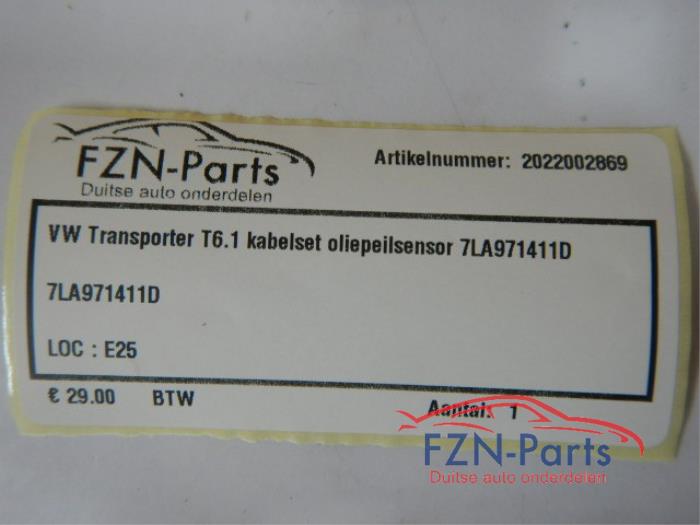 FZN-Parts
Duitse auto onderdelen
Artikelnummer: 2022002869
VW Transporter T6.1 kabelset oliepeilsensor 7LA971411D
7LA971411D
LOC : E25
€ 29.00 BTW Aantal: 1
FZN-Parts
Duitse auto onderdelen